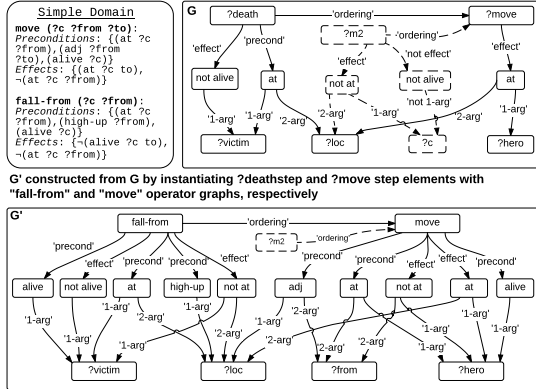 Simple Domain
move (?c ?from ?to):
Preconditions: {(at ?c
?from),(adj ?from
?to),(alive ?c)}
Effects: {(at ?c to),
¬(at ?c ?from)}
fall-from (?c ?from):
Preconditions: {(at ?c
?from),(high-up ?from),
(alive ?c)}
Effects: {¬(alive ?c to),
¬(at ?c ?from)}
G
?death
'ordering'
?move
?m2
'ordering'
'effect'
'precond'
'effect'
'not effect'
'effect'
not alive
at
not at
not alive
at
'1-arg'
'1-arg'
'2-arg'
'2-arg'
'1-arg'
'not 1-arg'
'2-arg'
'1-arg'
?victim
?loc
?c
?hero
G' constructed from G by instantiating ?deathstep and ?move step elements with
"fall-from" and "move" operator graphs, respectively
G'
fall-from
'ordering'
move
?m2
'ordering'
'precond'
'effect'
'precond'
'precond'
'effect'
'precond'
'precond'
'effect'
'effect'
'precond'
alive
not alive
at
high-up
not at
adj
at
not at
at
alive
'1-arg'
'1-arg'
'1-arg'
'2-arg'
'1-arg'
'1-arg'
'2-arg'
'1-arg'
'2-arg'
'2-arg'
'2-arg'
'2-arg'
'1-arg'
'1-arg'
'1-arg'
'1-arg'
?victim
?loc
?from
?hero